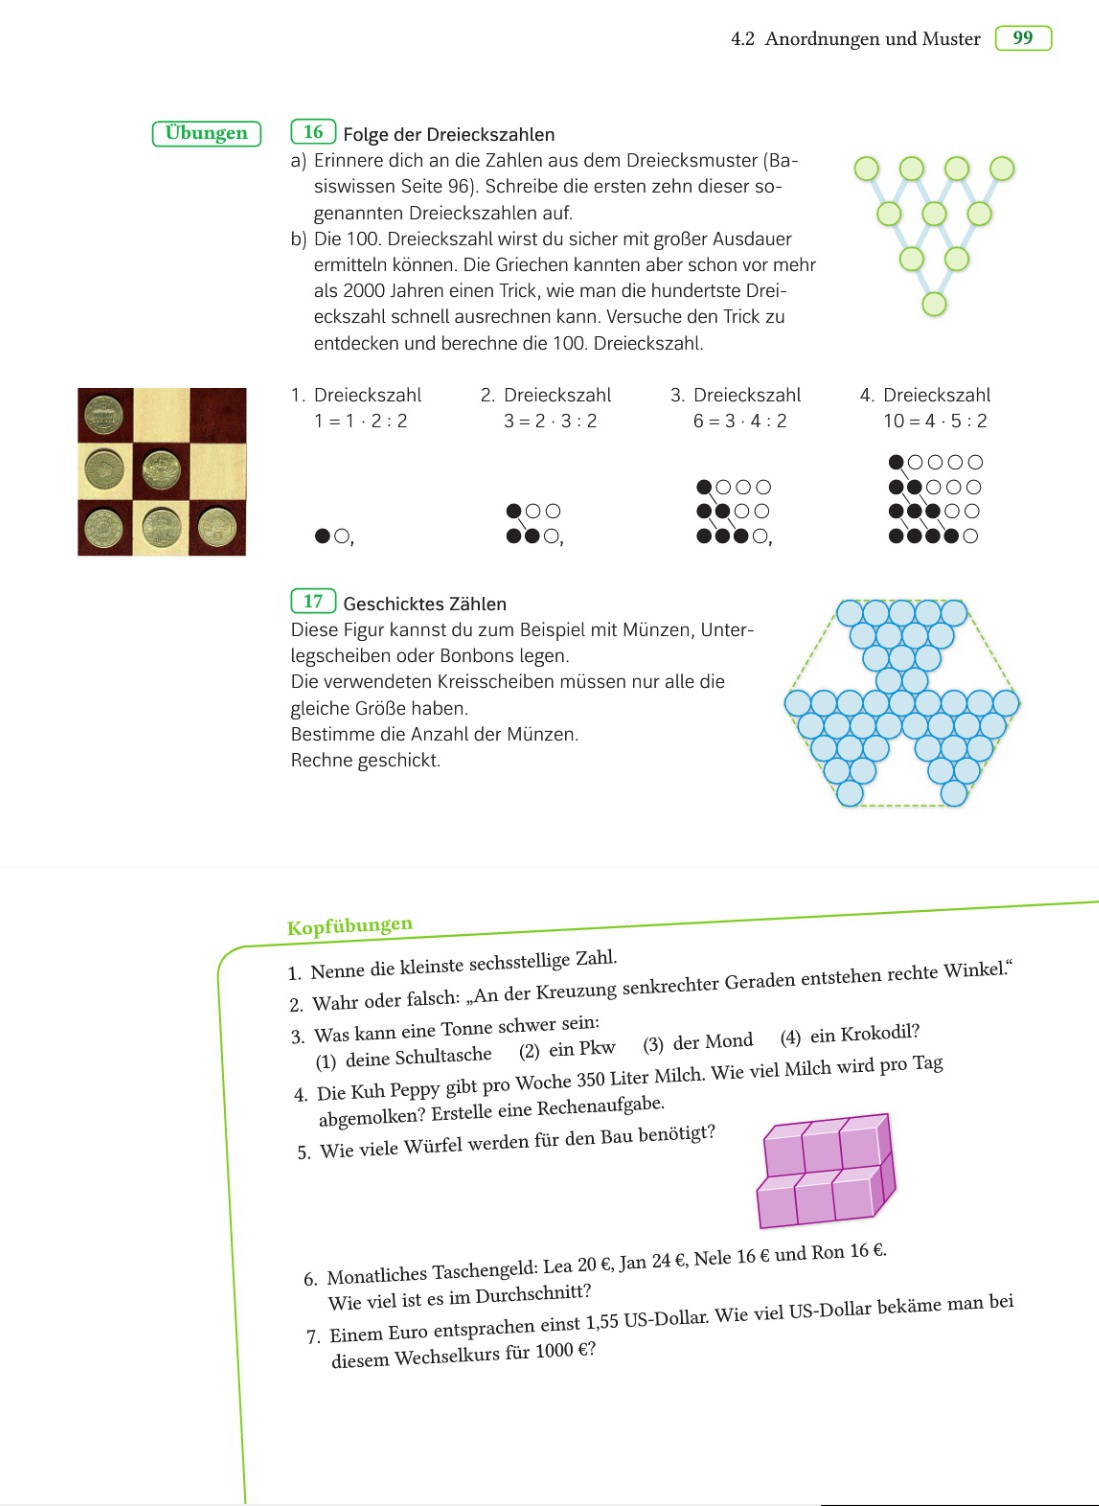 4.2 Anordnungen und Muster 99
Übungen
16 Folge der Dreieckszahlen
a) Erinnere dich an die Zahlen aus dem Dreiecksmuster (Ba-
siswissen Seite 96). Schreibe die ersten zehn dieser so-
genannten Dreieckszahlen auf.
b) Die 100. Dreieckszahl wirst du sicher mit großer Ausdauer
ermitteln können. Die Griechen kannten aber schon vor mehr
als 2000 Jahren einen Trick, wie man die hundertste Drei-
eckszahl schnell ausrechnen kann. Versuche den Trick zu
entdecken und berechne die 100. Dreieckszahl.
1. Dreieckszahl 2. Dreieckszahl 3. Dreieckszahl 4. Dreieckszahl
1 = 1 · 2 : 2 3 = 2 · 3 : 2 6 = 3 · 4 : 2 10 = 4 · 5 : 2
, , ,
17 Geschicktes Zählen
Diese Figur kannst du zum Beispiel mit Münzen, Unter-
legscheiben oder Bonbons legen.
Die verwendeten Kreisscheiben müssen nur alle die
gleiche Größe haben.
Bestimme die Anzahl der Münzen.
Rechne geschickt.
Kopfübungen
1. Nenne die kleinste sechsstellige Zahl.
2. Wahr oder falsch: „An der Kreuzung senkrechter Geraden entstehen rechte Winkel.“
3. Was kann eine Tonne schwer sein:
(1) deine Schultasche (2) ein Pkw (3) der Mond (4) ein Krokodil?
4. Die Kuh Peppy gibt pro Woche 350 Liter Milch. Wie viel Milch wird pro Tag
abgemolken? Erstelle eine Rechenaufgabe.
5. Wie viele Würfel werden für den Bau benötigt?
6. Monatliches Taschengeld: Lea 20 €, Jan 24 €, Nele 16 € und Ron 16 €.
Wie viel ist es im Durchschnitt?
7. Einem Euro entsprachen einst 1,55 US-Dollar. Wie viel US-Dollar bekäme man bei
diesem Wechselkurs für 1000 €?